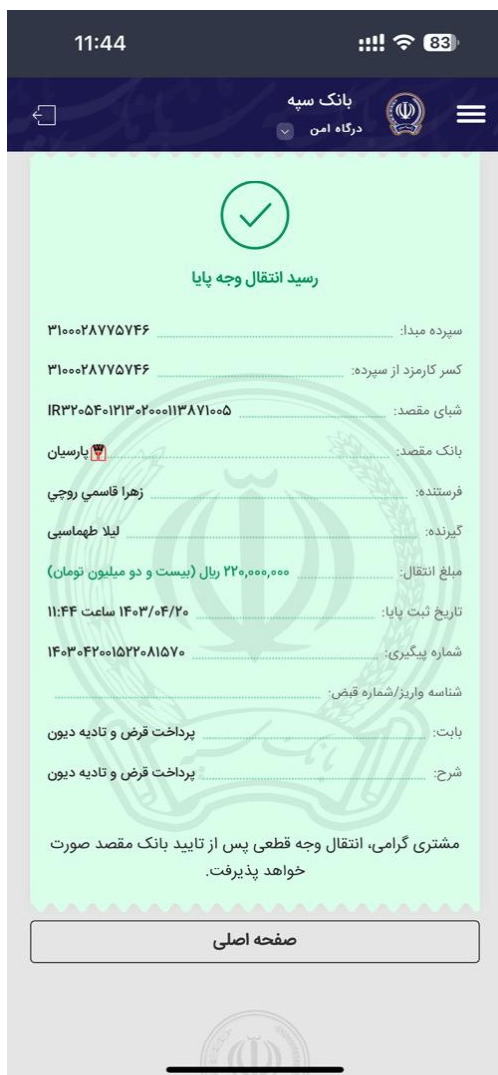 11:44
83
بانک سپه
درگاه امن
رسید انتقال وجه پایا
سپرده مبدا: ۳۱۰۰۰۲۸۷۷۵۷۴۶
کسر کارمزد از سپرده: ۳۱۰۰۰۲۸۷۷۵۷۴۶
شبای مقصد: IR۳۲۰۵۴۰۱۲۱۳۰۲۰۰۰۱۱۳۸۷۱۰۰۵
بانک مقصد: پارسیان
فرستنده: زهرا قاسمي روچي
گیرنده: لیلا طهماسبی
مبلغ انتقال: ۲۲۰,۰۰۰,۰۰۰ ریال (بیست و دو میلیون تومان)
تاریخ ثبت پایا: ۱۴۰۳/۰۴/۲۰ ساعت ۱۱:۴۴
شماره پیگیری: ۱۴۰۳۰۴۲۰۰۱۵۲۲۰۸۱۵۷۰
شناسه واریز/شماره قبض:
بابت: پرداخت قرض و تادیه دیون
شرح: پرداخت قرض و تادیه دیون
مشتری گرامی، انتقال وجه قطعی پس از تایید بانک مقصد صورت
خواهد پذیرفت.
صفحه اصلی